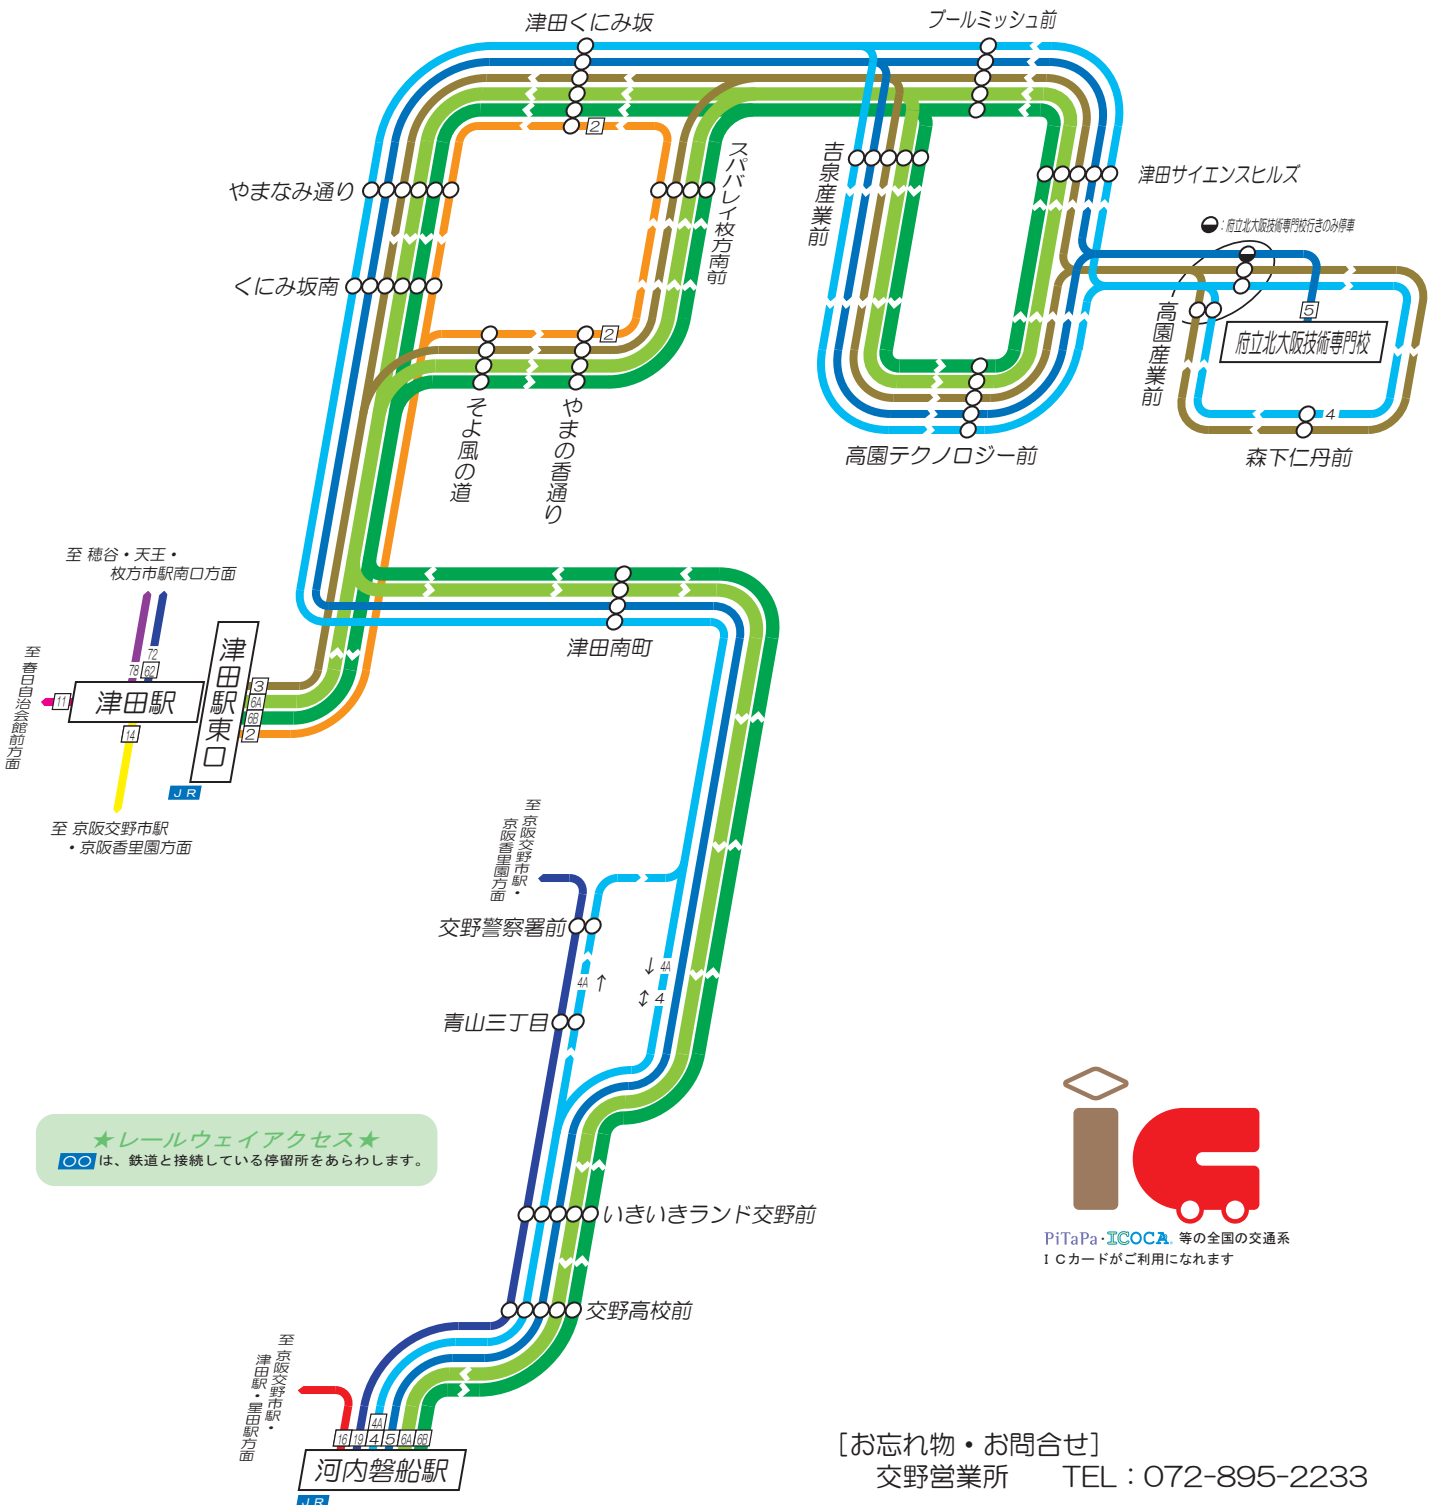 津田くにみ坂
ブールミッシュ前
2
スパバレイ枚方南前
吉泉産業前
津田サイエンスヒルズ
やまなみ通り
:府立北大阪技術専門校行きのみ停車
くにみ坂南
高園産業前
5
府立北大阪技術専門校
2
そよ風の道
やまの香通り
4
高園テクノロジー前
森下仁丹前
至 穂谷・天王・
枚方市駅南口方面
津田南町
至 春日自治会館前方面
72
78
62
11
津田駅
津田駅東口
3
6A
6B
2
14
JR
至 京阪交野市駅
・京阪香里園方面
至 京阪交野市駅・
京阪香里園方面
交野警察署前
4A ↑
↓ 4A
↕ 4
青山三丁目
★レールウェイアクセス★
○○は、鉄道と接続している停留所をあらわします。
いきいきランド交野前
PiTaPa・ICOCA 等の全国の交通系
ICカードがご利用になれます
交野高校前
至 京阪交野市駅・
津田駅・星田駅方面
4A
16 19 4 5 6A 6B
河内磐船駅
JR
[お忘れ物・お問合せ]
交野営業所 TEL:072-895-2233